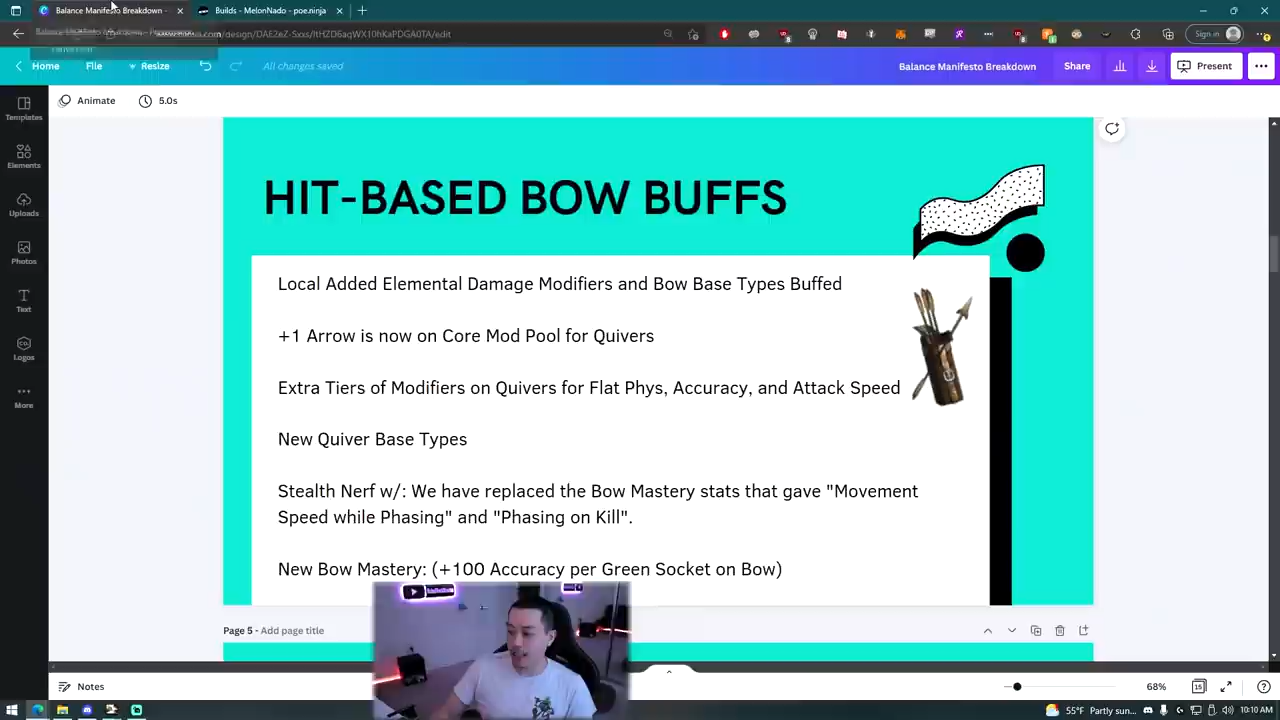 Balance Manifesto Breakdown -
Builds - MelonNado - poe.ninja
Sign in
Home
File
Resize
All changes saved
Balance Manifesto Breakdown
Share
Present
Animate
5.0s
Templates
Elements
Uploads
Photos
Text
Logos
More
HIT-BASED BOW BUFFS
Local Added Elemental Damage Modifiers and Bow Base Types Buffed
+1 Arrow is now on Core Mod Pool for Quivers
Extra Tiers of Modifiers on Quivers for Flat Phys, Accuracy, and Attack Speed
New Quiver Base Types
Stealth Nerf w/: We have replaced the Bow Mastery stats that gave "Movement
Speed while Phasing" and "Phasing on Kill".
New Bow Mastery: (+100 Accuracy per Green Socket on Bow)
Page 5 - Add page title
Notes
68%
15
55°F Partly sun...
10:10 AM